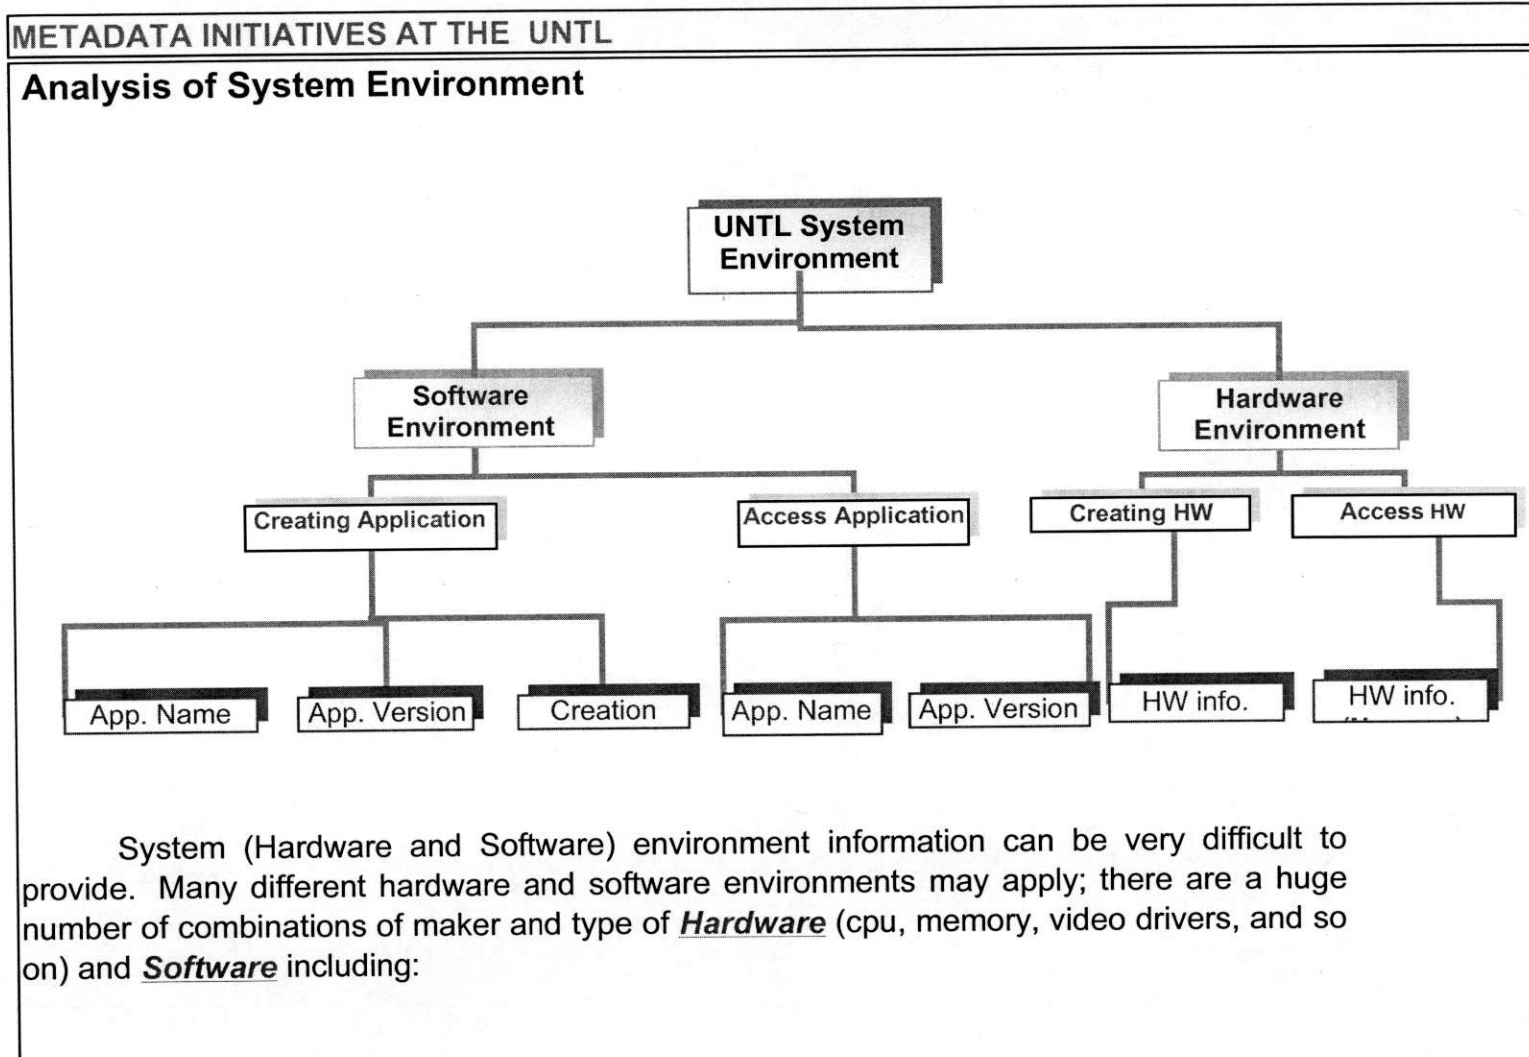 METADATA INITIATIVES AT THE UNTL
Analysis of System Environment
UNTL System
Environment
Software
Environment
Hardware
Environment
Creating Application
Access Application
Creating HW
Access HW
App. Name
App. Version
Creation
App. Name
App. Version
HW info.
HW info.
System (Hardware and Software) environment information can be very difficult to
provide. Many different hardware and software environments may apply; there are a huge
number of combinations of maker and type of Hardware (cpu, memory, video drivers, and so
on) and Software including: